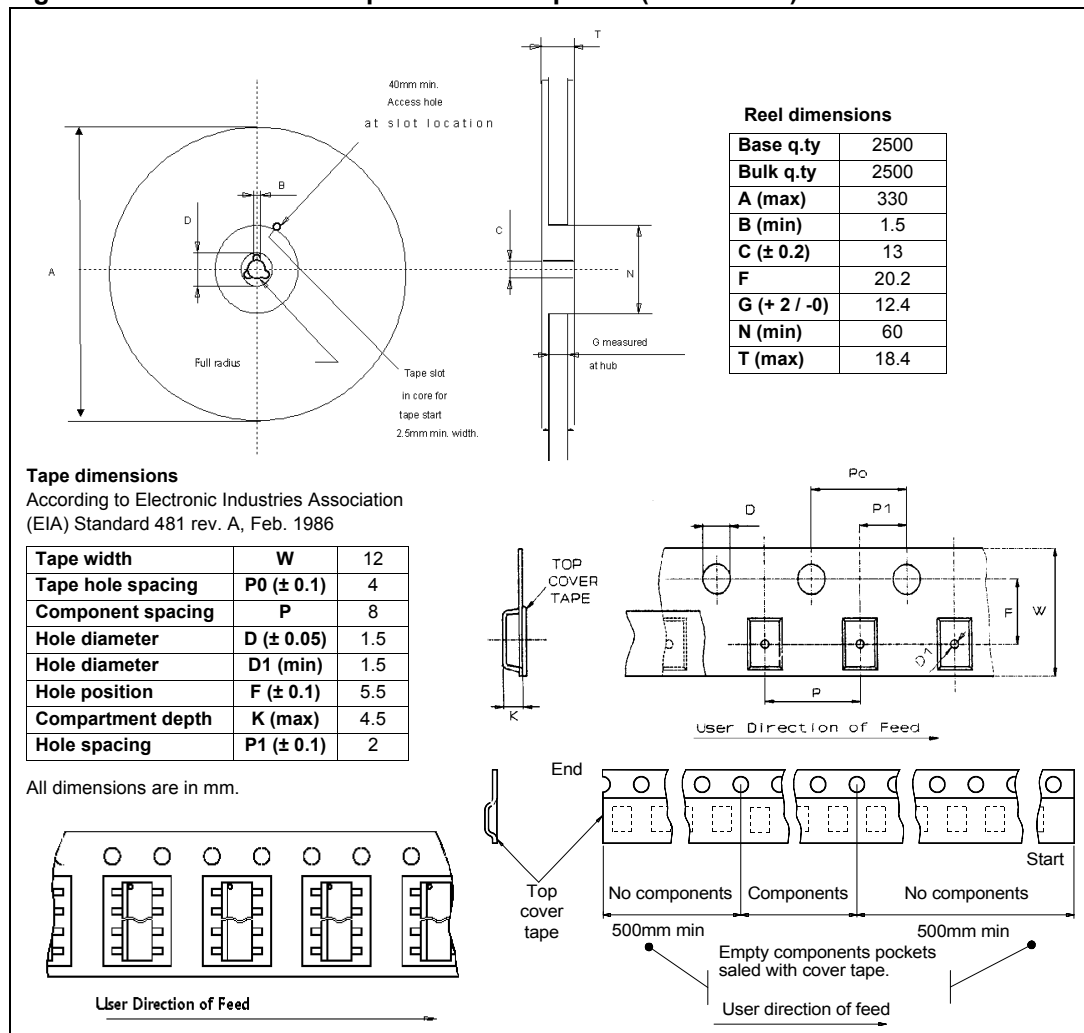 T
40mm min.
Access hole
at slot location
B
D
C
A
N
G measured
at hub
Full radius
Tape slot
in core for
tape start
2.5mm min. width.
Reel dimensions
Base q.ty 2500
Bulk q.ty 2500
A (max) 330
B (min) 1.5
C (± 0.2) 13
F 20.2
G (+ 2 / -0) 12.4
N (min) 60
T (max) 18.4
Tape dimensions
According to Electronic Industries Association
(EIA) Standard 481 rev. A, Feb. 1986
Tape width W 12
Tape hole spacing P0 (± 0.1) 4
Component spacing P 8
Hole diameter D (± 0.05) 1.5
Hole diameter D1 (min) 1.5
Hole position F (± 0.1) 5.5
Compartment depth K (max) 4.5
Hole spacing P1 (± 0.1) 2
All dimensions are in mm.
Po
D
P1
TOP
COVER
TAPE
F
W
D1
K
P
User Direction of Feed
End
Start
Top
cover
tape
No components
Components
No components
500mm min
500mm min
Empty components pockets
saled with cover tape.
User direction of feed
User Direction of Feed